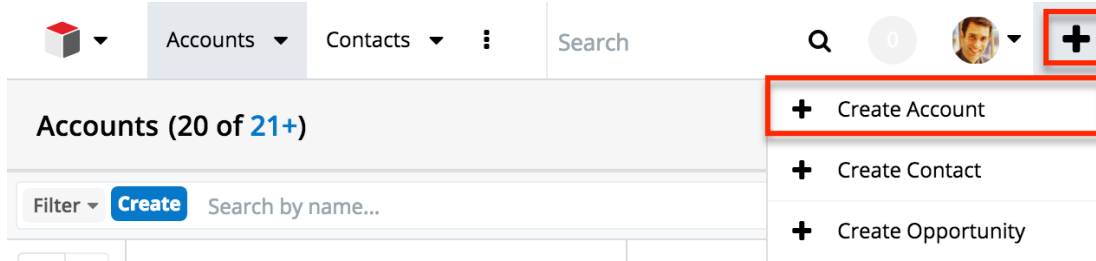 Accounts Contacts Search 0
Create Account
Accounts (20 of 21+)
Create Contact
Filter Create Search by name...
Create Opportunity